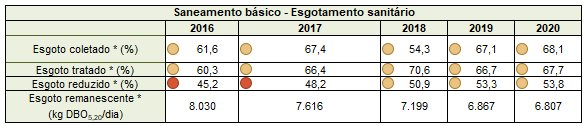 Saneamento básico - Esgotamento sanitário
2016 2017 2018 2019 2020
Esgoto coletado * (%) 61,6 67,4 54,3 67,1 68,1
Esgoto tratado * (%) 60,3 66,4 70,6 66,7 67,7
Esgoto reduzido * (%) 45,2 48,2 50,9 53,3 53,8
Esgoto remanescente *
(kg DBO5,20/dia) 8.030 7.616 7.199 6.867 6.807